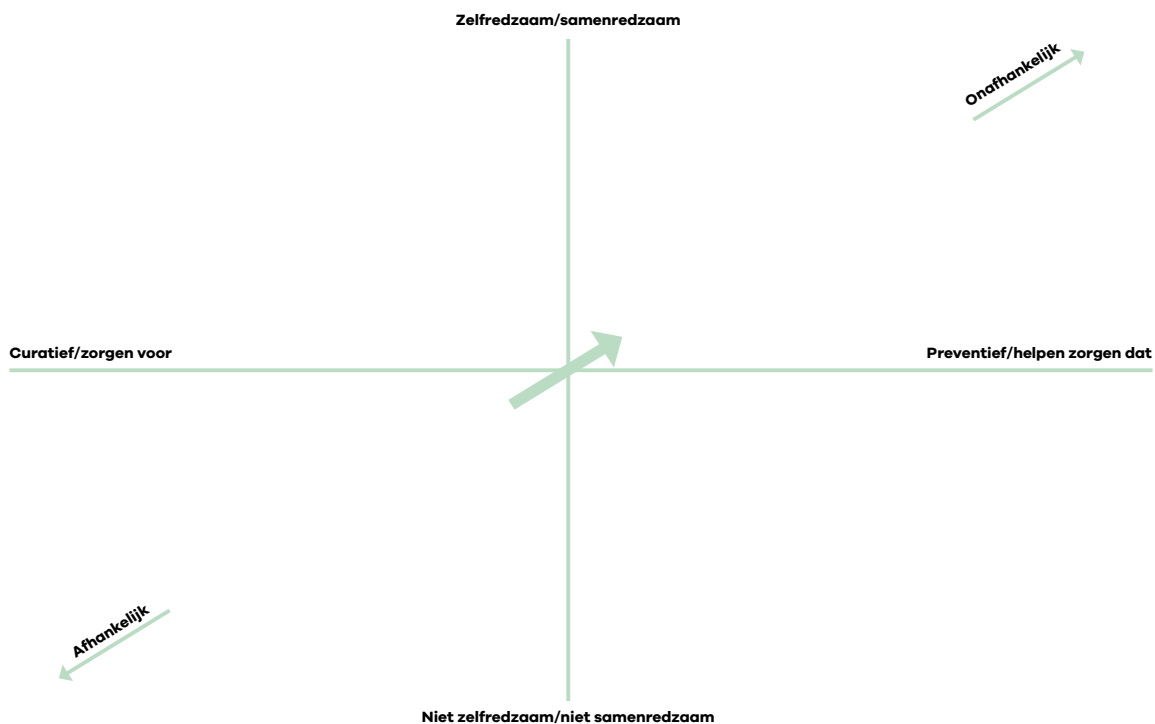 Zelfredzaam/samenredzaam
Onafhankelijk
Curatief/zorgen voor
Preventief/helpen zorgen dat
Afhankelijk
Niet zelfredzaam/niet samenredzaam